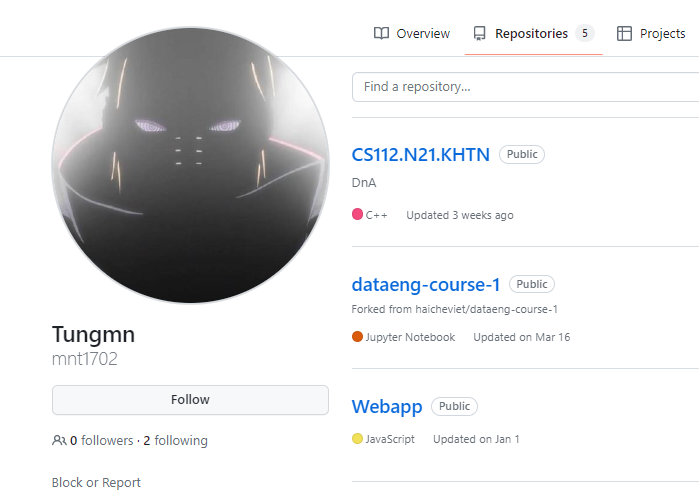 Overview Repositories 5 Projects
Find a repository...
CS112.N21.KHTN Public
DnA
C++ Updated 3 weeks ago
dataeng-course-1 Public
Forked from haicheviet/dataeng-course-1
Jupyter Notebook Updated on Mar 16
Webapp Public
JavaScript Updated on Jan 1
Tungmn
mnt1702
Follow
0 followers · 2 following
Block or Report